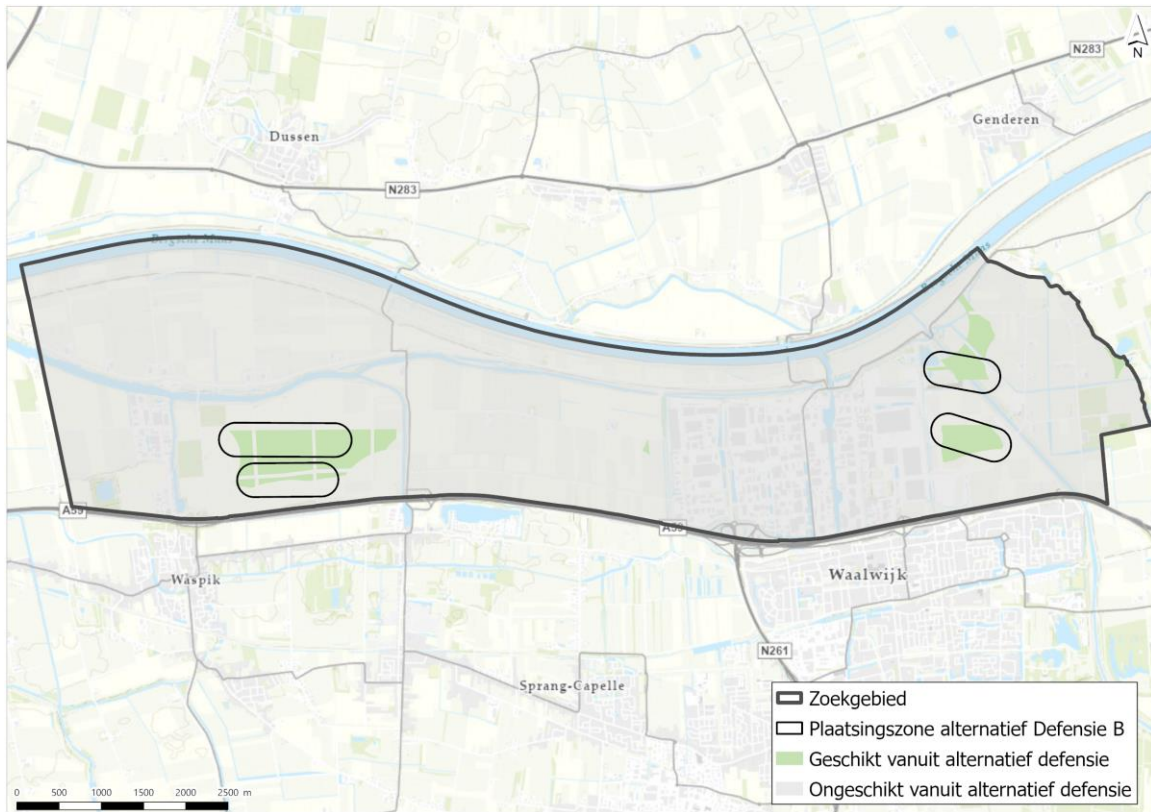 N283
N
Genderen
Dussen
N283
Bergsche Maas
A59
A59
Waspik
Waalwijk
N261
Sprang-Capelle
Zoekgebied
Plaatsingszone alternatief Defensie B
Geschikt vanuit alternatief defensie
Ongeschikt vanuit alternatief defensie
0 500 1000 1500 2000 2500 m